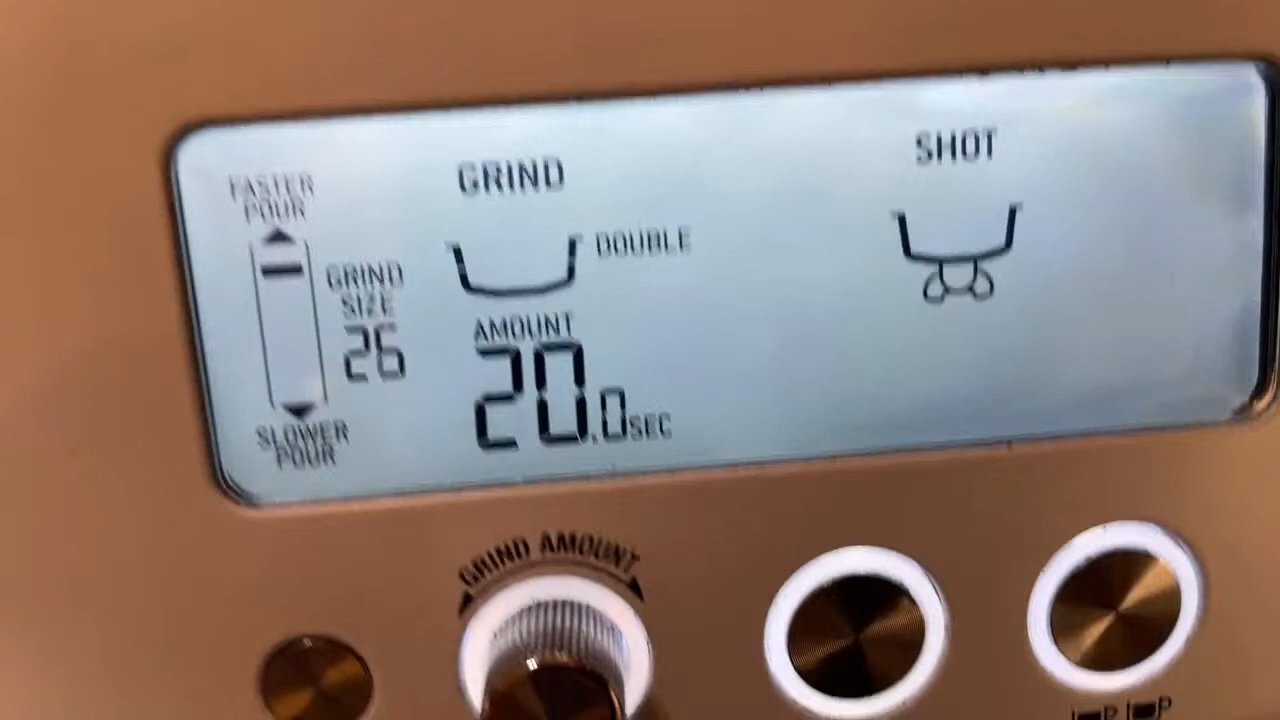 FASTER
POUR
GRIND
SIZE
26
SLOWER
POUR
GRIND
DOUBLE
AMOUNT
20.0SEC
SHOT
GRIND AMOUNT